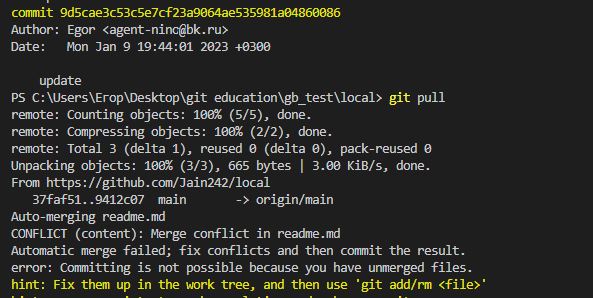 commit 9d5cae3c53c5e7cf23a9064ae535981a04860086
Author: Egor <agent-nino@bk.ru>
Date:   Mon Jan 9 19:44:01 2023 +0300
    update
PS C:\Users\Егор\Desktop\git education\gb_test\local> git pull
remote: Counting objects: 100% (5/5), done.
remote: Compressing objects: 100% (2/2), done.
remote: Total 3 (delta 1), reused 0 (delta 0), pack-reused 0
Unpacking objects: 100% (3/3), 665 bytes | 3.00 KiB/s, done.
From https://github.com/Jain242/local
   37faf51..9412c07  main       -> origin/main
Auto-merging readme.md
CONFLICT (content): Merge conflict in readme.md
Automatic merge failed; fix conflicts and then commit the result.
error: Committing is not possible because you have unmerged files.
hint: Fix them up in the work tree, and then use 'git add/rm <file>'